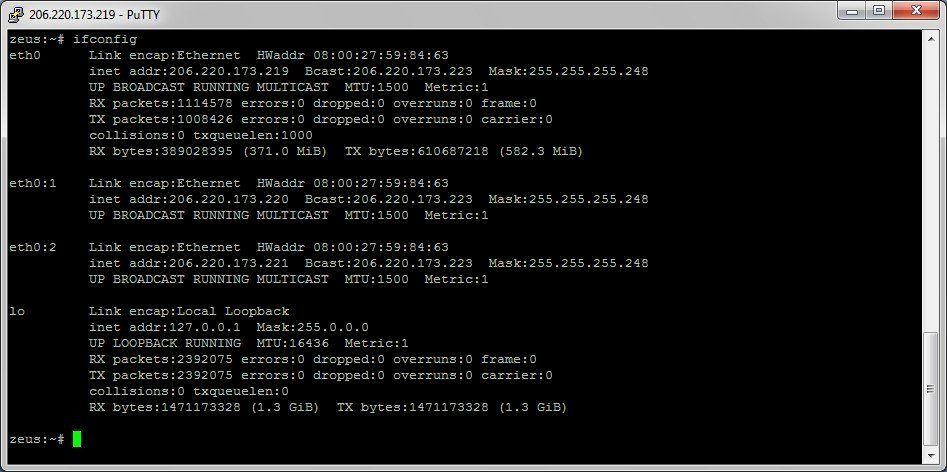 206.220.173.219 - PuTTY
zeus:~# ifconfig
eth0      Link encap:Ethernet  HWaddr 08:00:27:59:84:63
          inet addr:206.220.173.219  Bcast:206.220.173.223  Mask:255.255.255.248
          UP BROADCAST RUNNING MULTICAST  MTU:1500  Metric:1
          RX packets:1114578 errors:0 dropped:0 overruns:0 frame:0
          TX packets:1008426 errors:0 dropped:0 overruns:0 carrier:0
          collisions:0 txqueuelen:1000
          RX bytes:389028395 (371.0 MiB)  TX bytes:610687218 (582.3 MiB)

eth0:1    Link encap:Ethernet  HWaddr 08:00:27:59:84:63
          inet addr:206.220.173.220  Bcast:206.220.173.223  Mask:255.255.255.248
          UP BROADCAST RUNNING MULTICAST  MTU:1500  Metric:1

eth0:2    Link encap:Ethernet  HWaddr 08:00:27:59:84:63
          inet addr:206.220.173.221  Bcast:206.220.173.223  Mask:255.255.255.248
          UP BROADCAST RUNNING MULTICAST  MTU:1500  Metric:1

lo        Link encap:Local Loopback
          inet addr:127.0.0.1  Mask:255.0.0.0
          UP LOOPBACK RUNNING  MTU:16436  Metric:1
          RX packets:2392075 errors:0 dropped:0 overruns:0 frame:0
          TX packets:2392075 errors:0 dropped:0 overruns:0 carrier:0
          collisions:0 txqueuelen:0
          RX bytes:1471173328 (1.3 GiB)  TX bytes:1471173328 (1.3 GiB)

zeus:~#